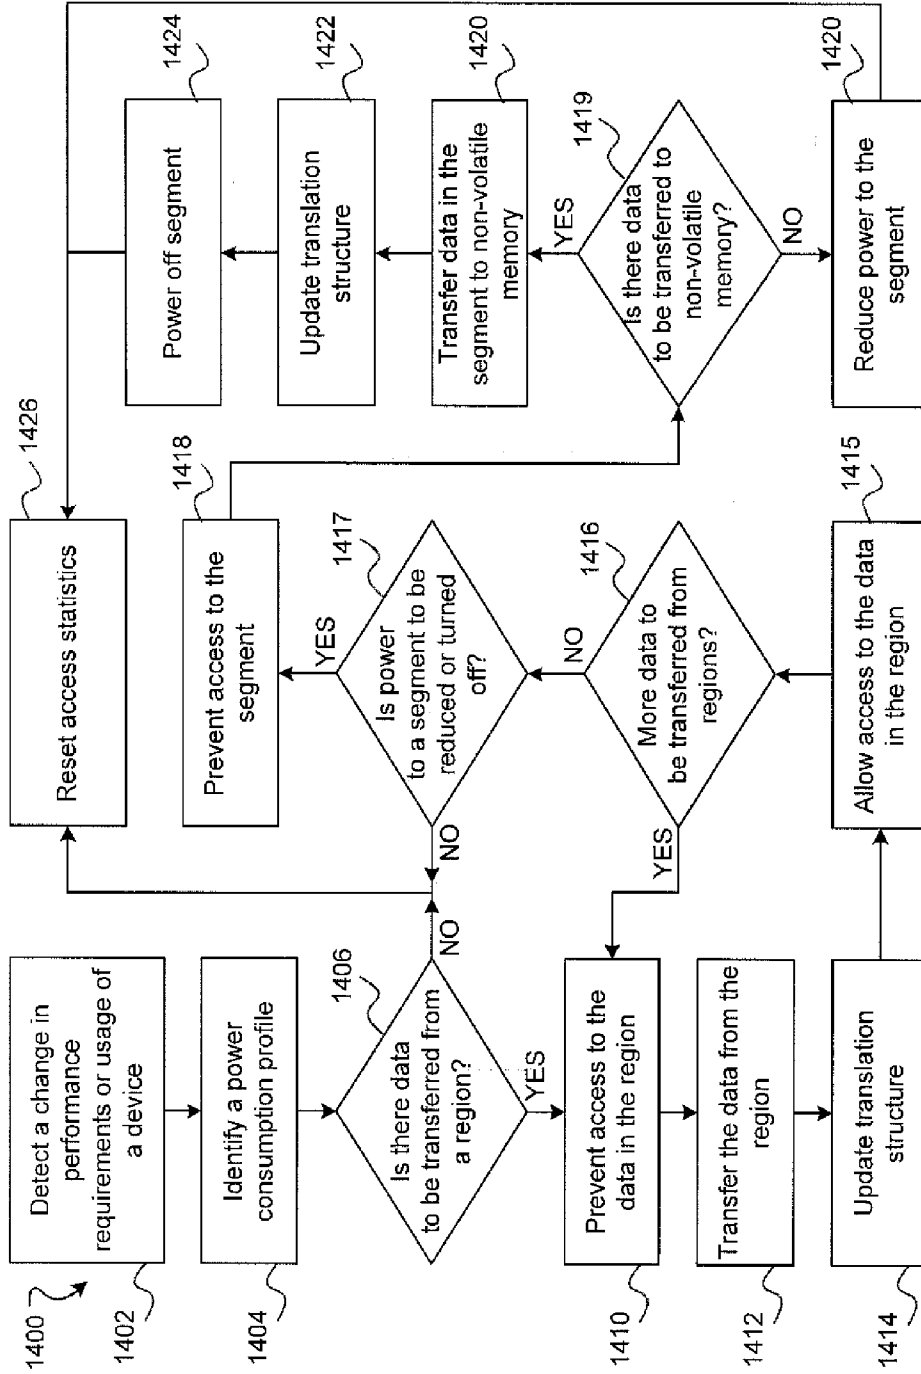 1400
Detect a change in
performance
requirements or usage of
a device
1402
Identify a power
consumption profile
1404
Is there data
to be transferred from
a region?
1406
NO
YES
Prevent access to the
data in the region
1410
Transfer the data from the
region
1412
Update translation
structure
1414
Allow access to the data
in the region
1415
More data to
be transferred from
regions?
1416
YES
NO
Is power
to a segment to be
reduced or turned
off?
1417
NO
YES
Prevent access to the
segment
1418
Is there data
to be transferred to
non-volatile
memory?
1419
YES
NO
Transfer data in the
segment to non-volatile
memory
1420
Update translation
structure
1422
Power off segment
1424
Reduce power to the
segment
1420
Reset access statistics
1426